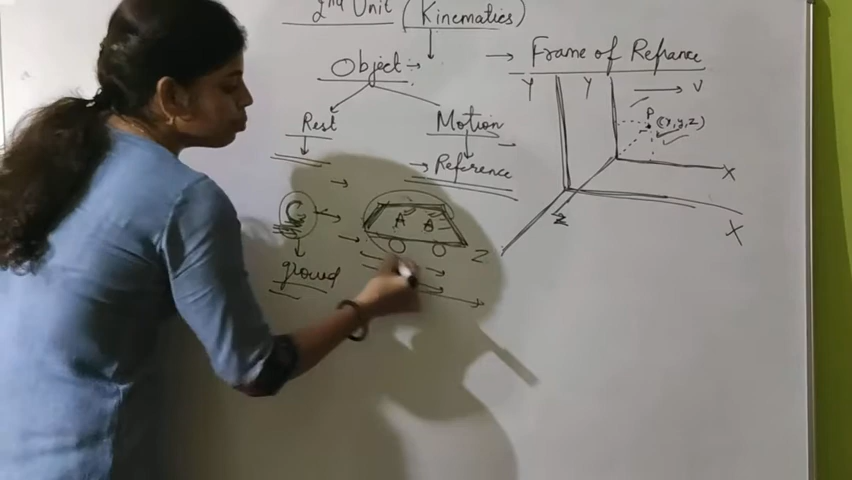 2nd Unit (Kinematics)
Object :→
→ Frame of Refrance
Rest
Motion
→ Reference
C
A B
ground
Y
Y
→ V
P
(x, y, z)
X
Z
Z
X